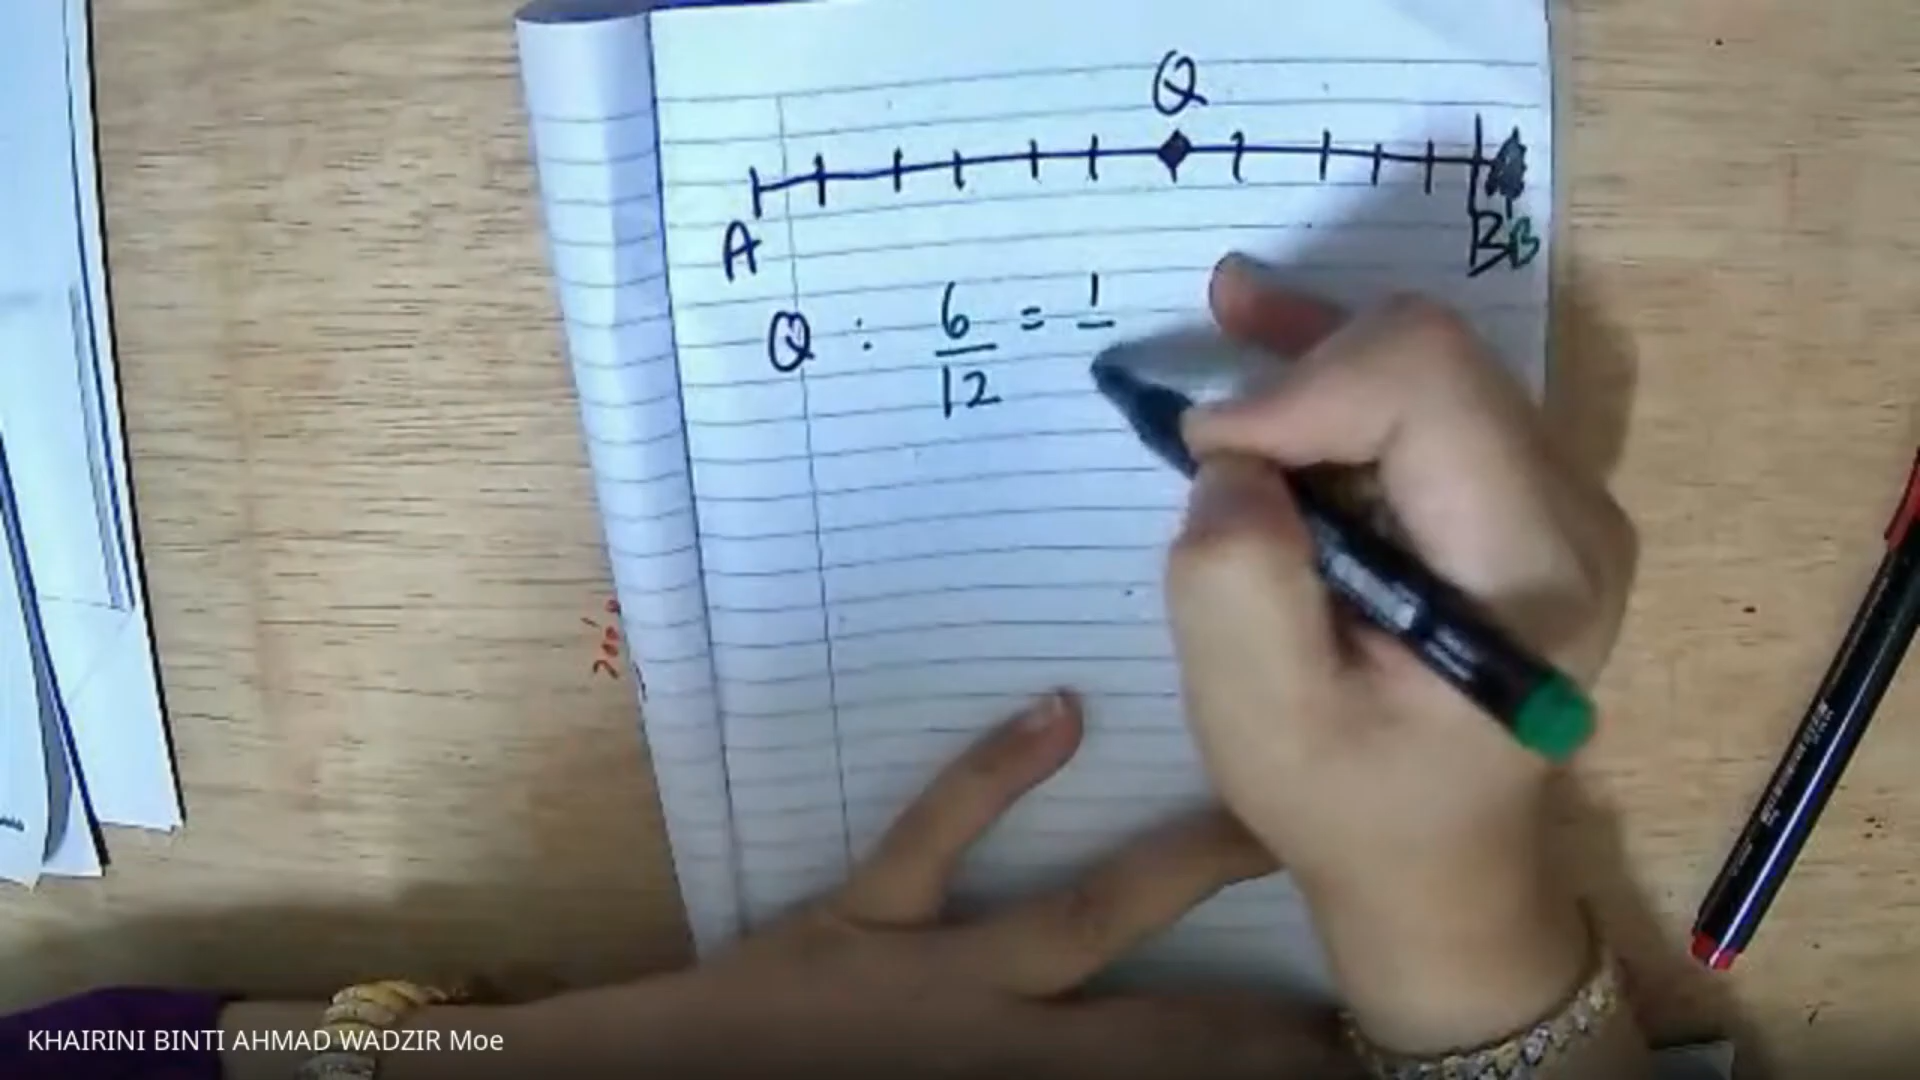 Q
A
B B
Q : 6/12 = 1/
KHAIRINI BINTI AHMAD WADZIR Moe